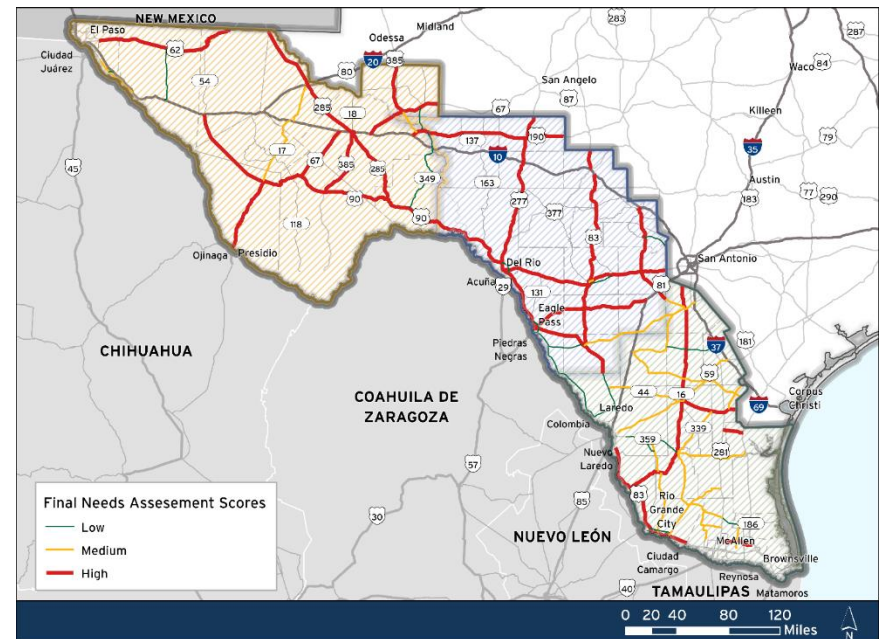 NEW MEXICO
El Paso
Ciudad
Juárez
62
54
Odessa
Midland
80
20
385
285
18
17
67
385
285
90
118
349
90
Ojinaga
Presidio
45
CHIHUAHUA
283
287
San Angelo
67
87
Waco
84
Killeen
79
35
Austin
183
77
290
137
190
10
163
277
377
83
Del Rio
Acuña
29
131
Eagle
Pass
Piedras
Negras
San Antonio
81
37
181
59
Corpus
Christi
69
COAHUILA DE
ZARAGOZA
44
16
Laredo
Colombia
339
359
281
Nuevo
Laredo
57
85
83
Rio
Grande
City
186
McAllen
Brownsville
30
NUEVO LEÓN
Ciudad
Camargo
Reynosa
40
TAMAULIPAS
Matamoros
Final Needs Assesement Scores
Low
Medium
High
0 20 40 80 120
Miles
N